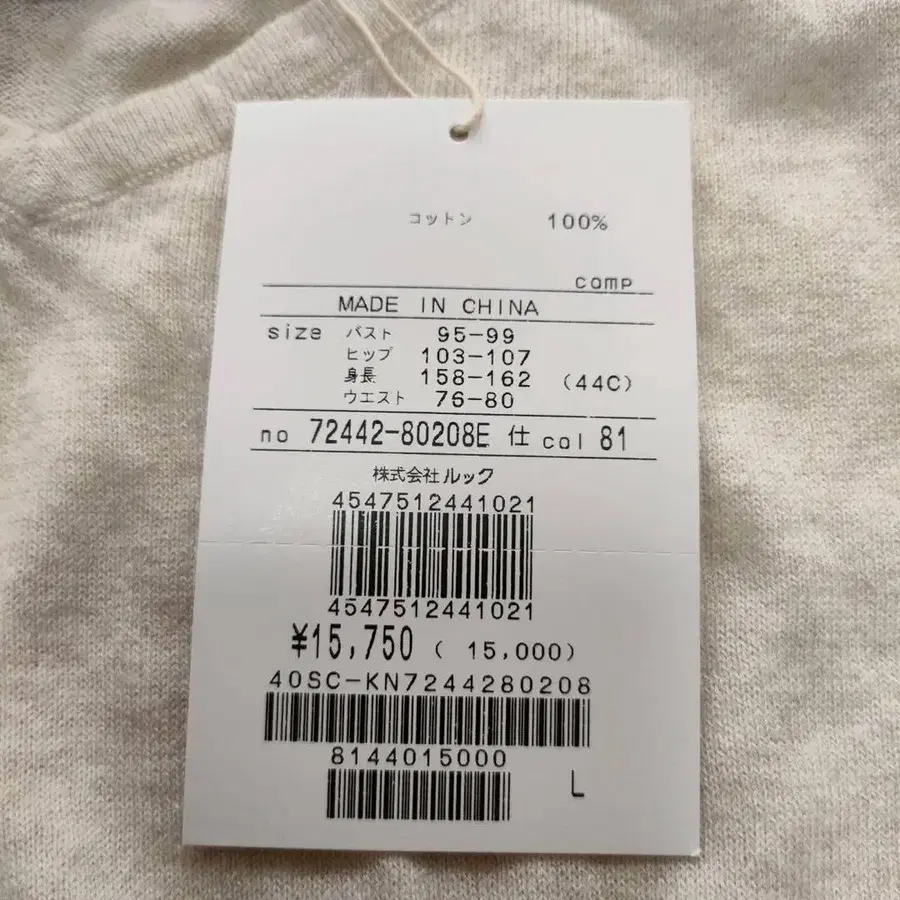 コットン 100%
comp
MADE IN CHINA
size バスト 95-99
ヒップ 103-107
身長 158-162 (44C)
ウエスト 76-80
no 72442-80208E 仕 col 81
株式会社ルック
4547512441021
4547512441021
¥15,750 ( 15,000)
40SC-KN7244280208
8144015000
L